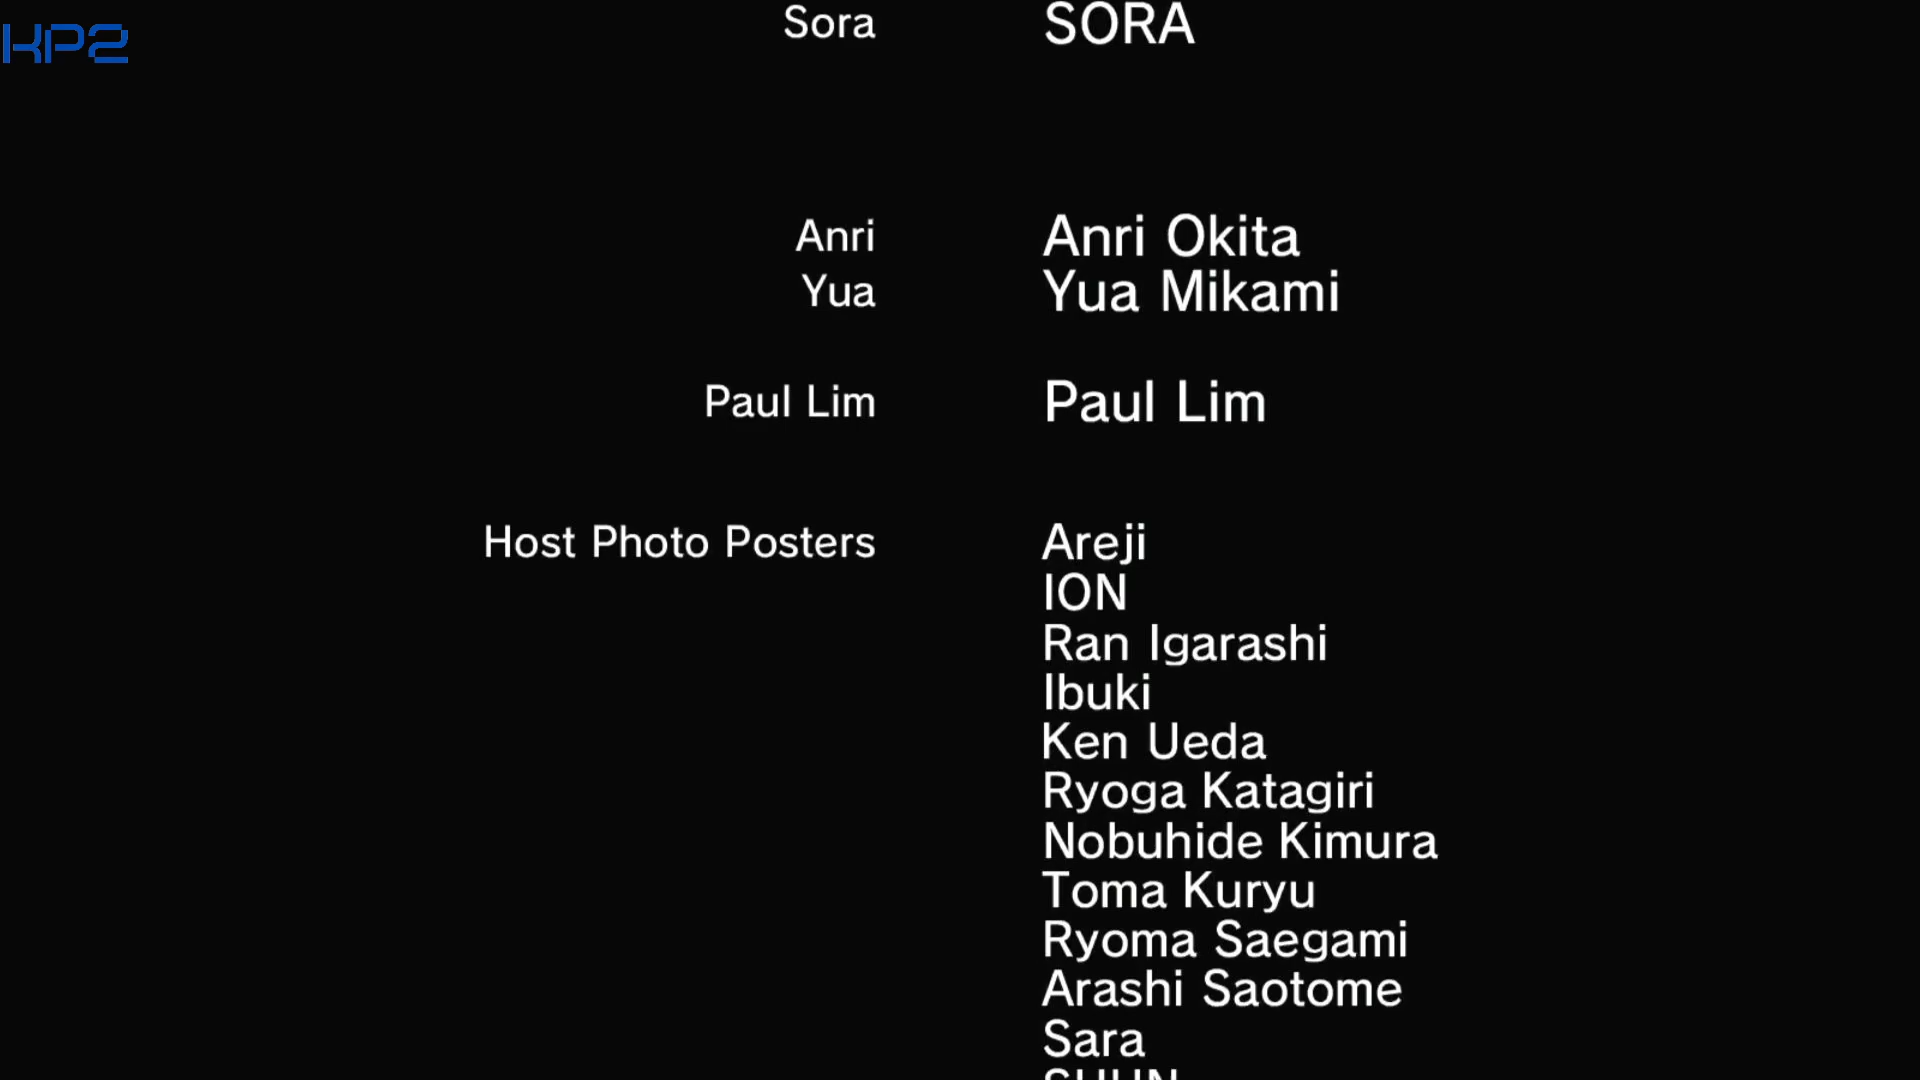 KP2
Sora SORA
Anri Anri Okita
Yua Yua Mikami
Paul Lim Paul Lim
Host Photo Posters Areji
ION
Ran Igarashi
Ibuki
Ken Ueda
Ryoga Katagiri
Nobuhide Kimura
Toma Kuryu
Ryoma Saegami
Arashi Saotome
Sara